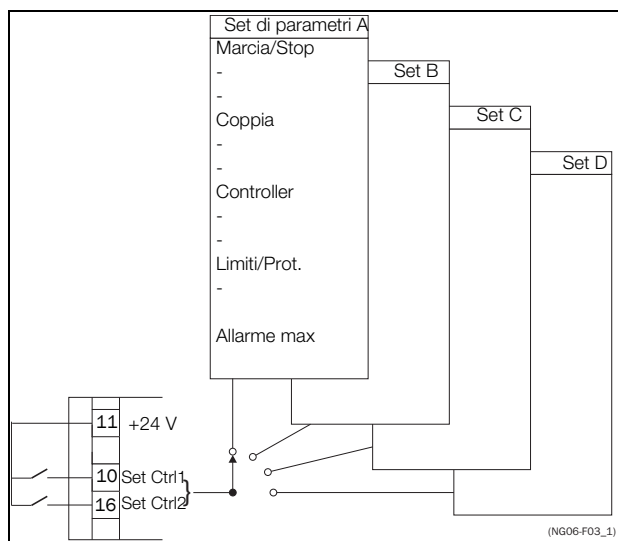 Set di parametri A
Marcia/Stop
-
-
Coppia
-
-
Controller
-
-
Limiti/Prot.
-
Allarme max
Set B
Set C
Set D
11 +24 V
10 Set Ctrl1
16 Set Ctrl2
(NG06-F03_1)